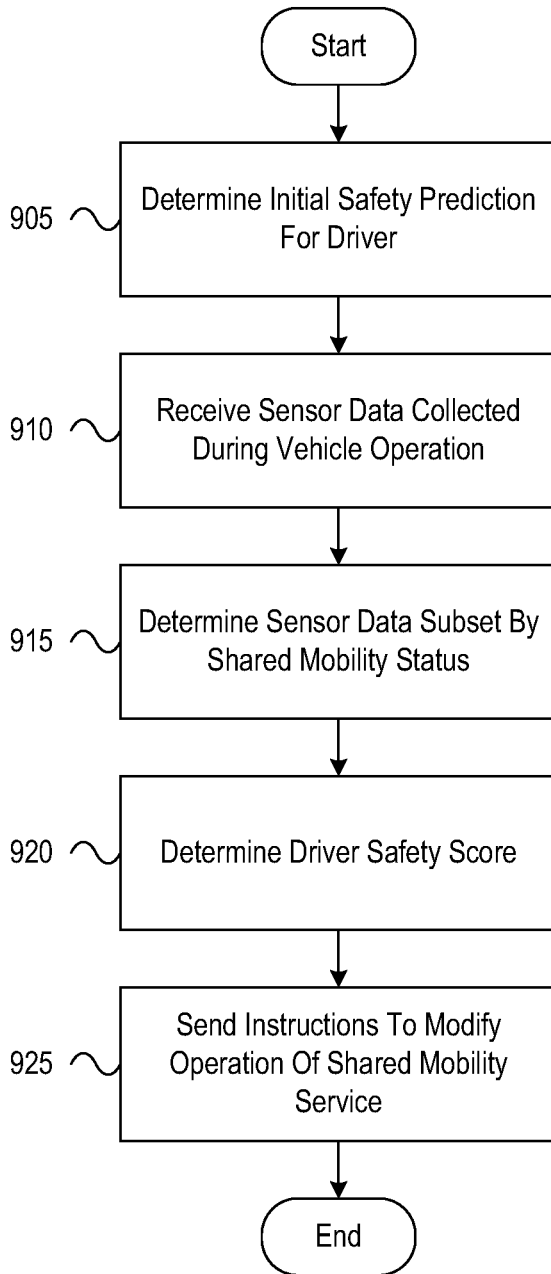 Start
905
Determine Initial Safety Prediction
For Driver
910
Receive Sensor Data Collected
During Vehicle Operation
915
Determine Sensor Data Subset By
Shared Mobility Status
920
Determine Driver Safety Score
925
Send Instructions To Modify
Operation Of Shared Mobility
Service
End